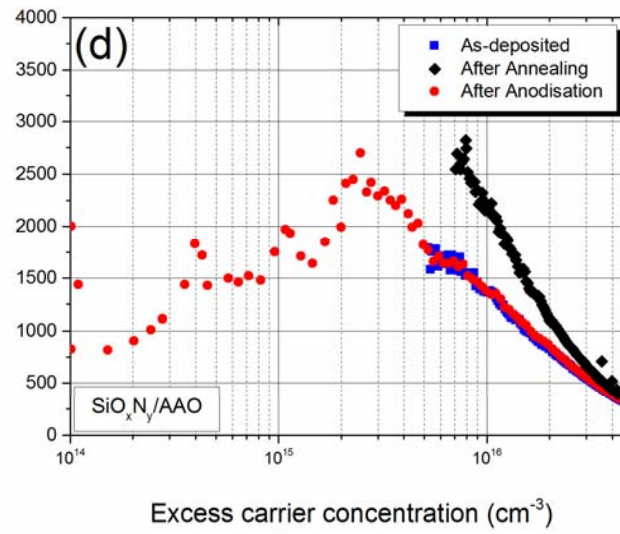 4000
(d)
As-deposited
After Annealing
After Anodisation
3500
3000
2500
2000
1500
1000
500
0
SiOxNy/AAO
10^14
10^15
10^16
Excess carrier concentration (cm^-3)